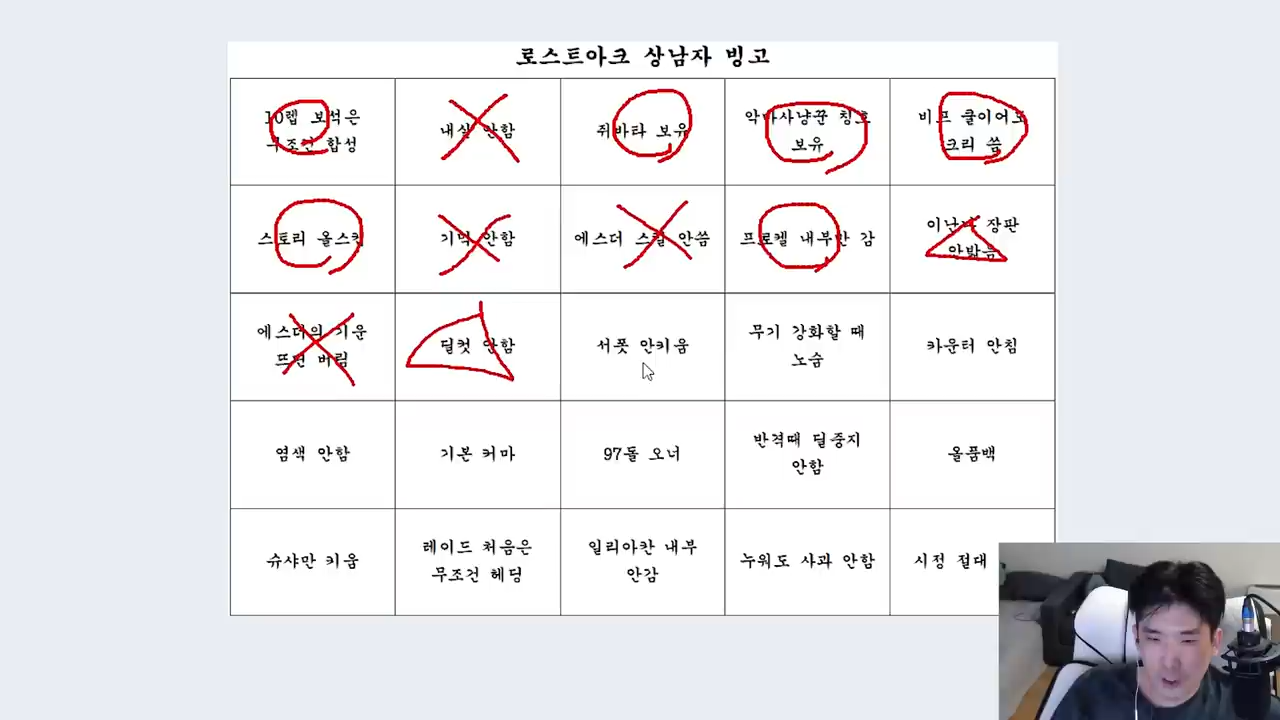 로스트아크 상남자 빙고
10렙 보석은
무조건 합성
내실 안함
쥐바타 보유
악마사냥꾼 칭호
보유
비프 클이어도
크리 씀
스토리 올스킵
기믹 안함
에스더 스킬 안씀
프로켈 내부만 감
이난나 장판
안밟음
에스더의 기운
뜨면 버림
딜컷 안함
서폿 안키움
무기 강화할 때
노숨
카운터 안침
염색 안함
기본 커마
97돌 오너
반격때 딜중지
안함
올품백
슈샤만 키움
레이드 처음은
무조건 헤딩
일리아칸 내부
안감
누워도 사과 안함
시정 절대